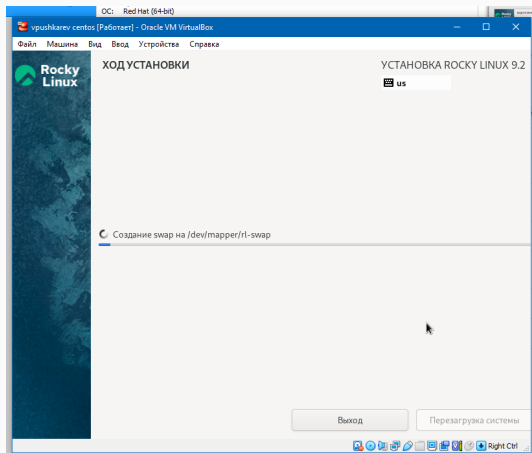 ОС: Red Hat (64-bit)
vpushkarev centos [Работает] - Oracle VM VirtualBox
Файл Машина Вид Ввод Устройства Справка
Rocky Linux
ХОД УСТАНОВКИ
УСТАНОВКА ROCKY LINUX 9.2
us
Создание swap на /dev/mapper/rl-swap
Выход
Перезагрузка системы
Right Ctrl